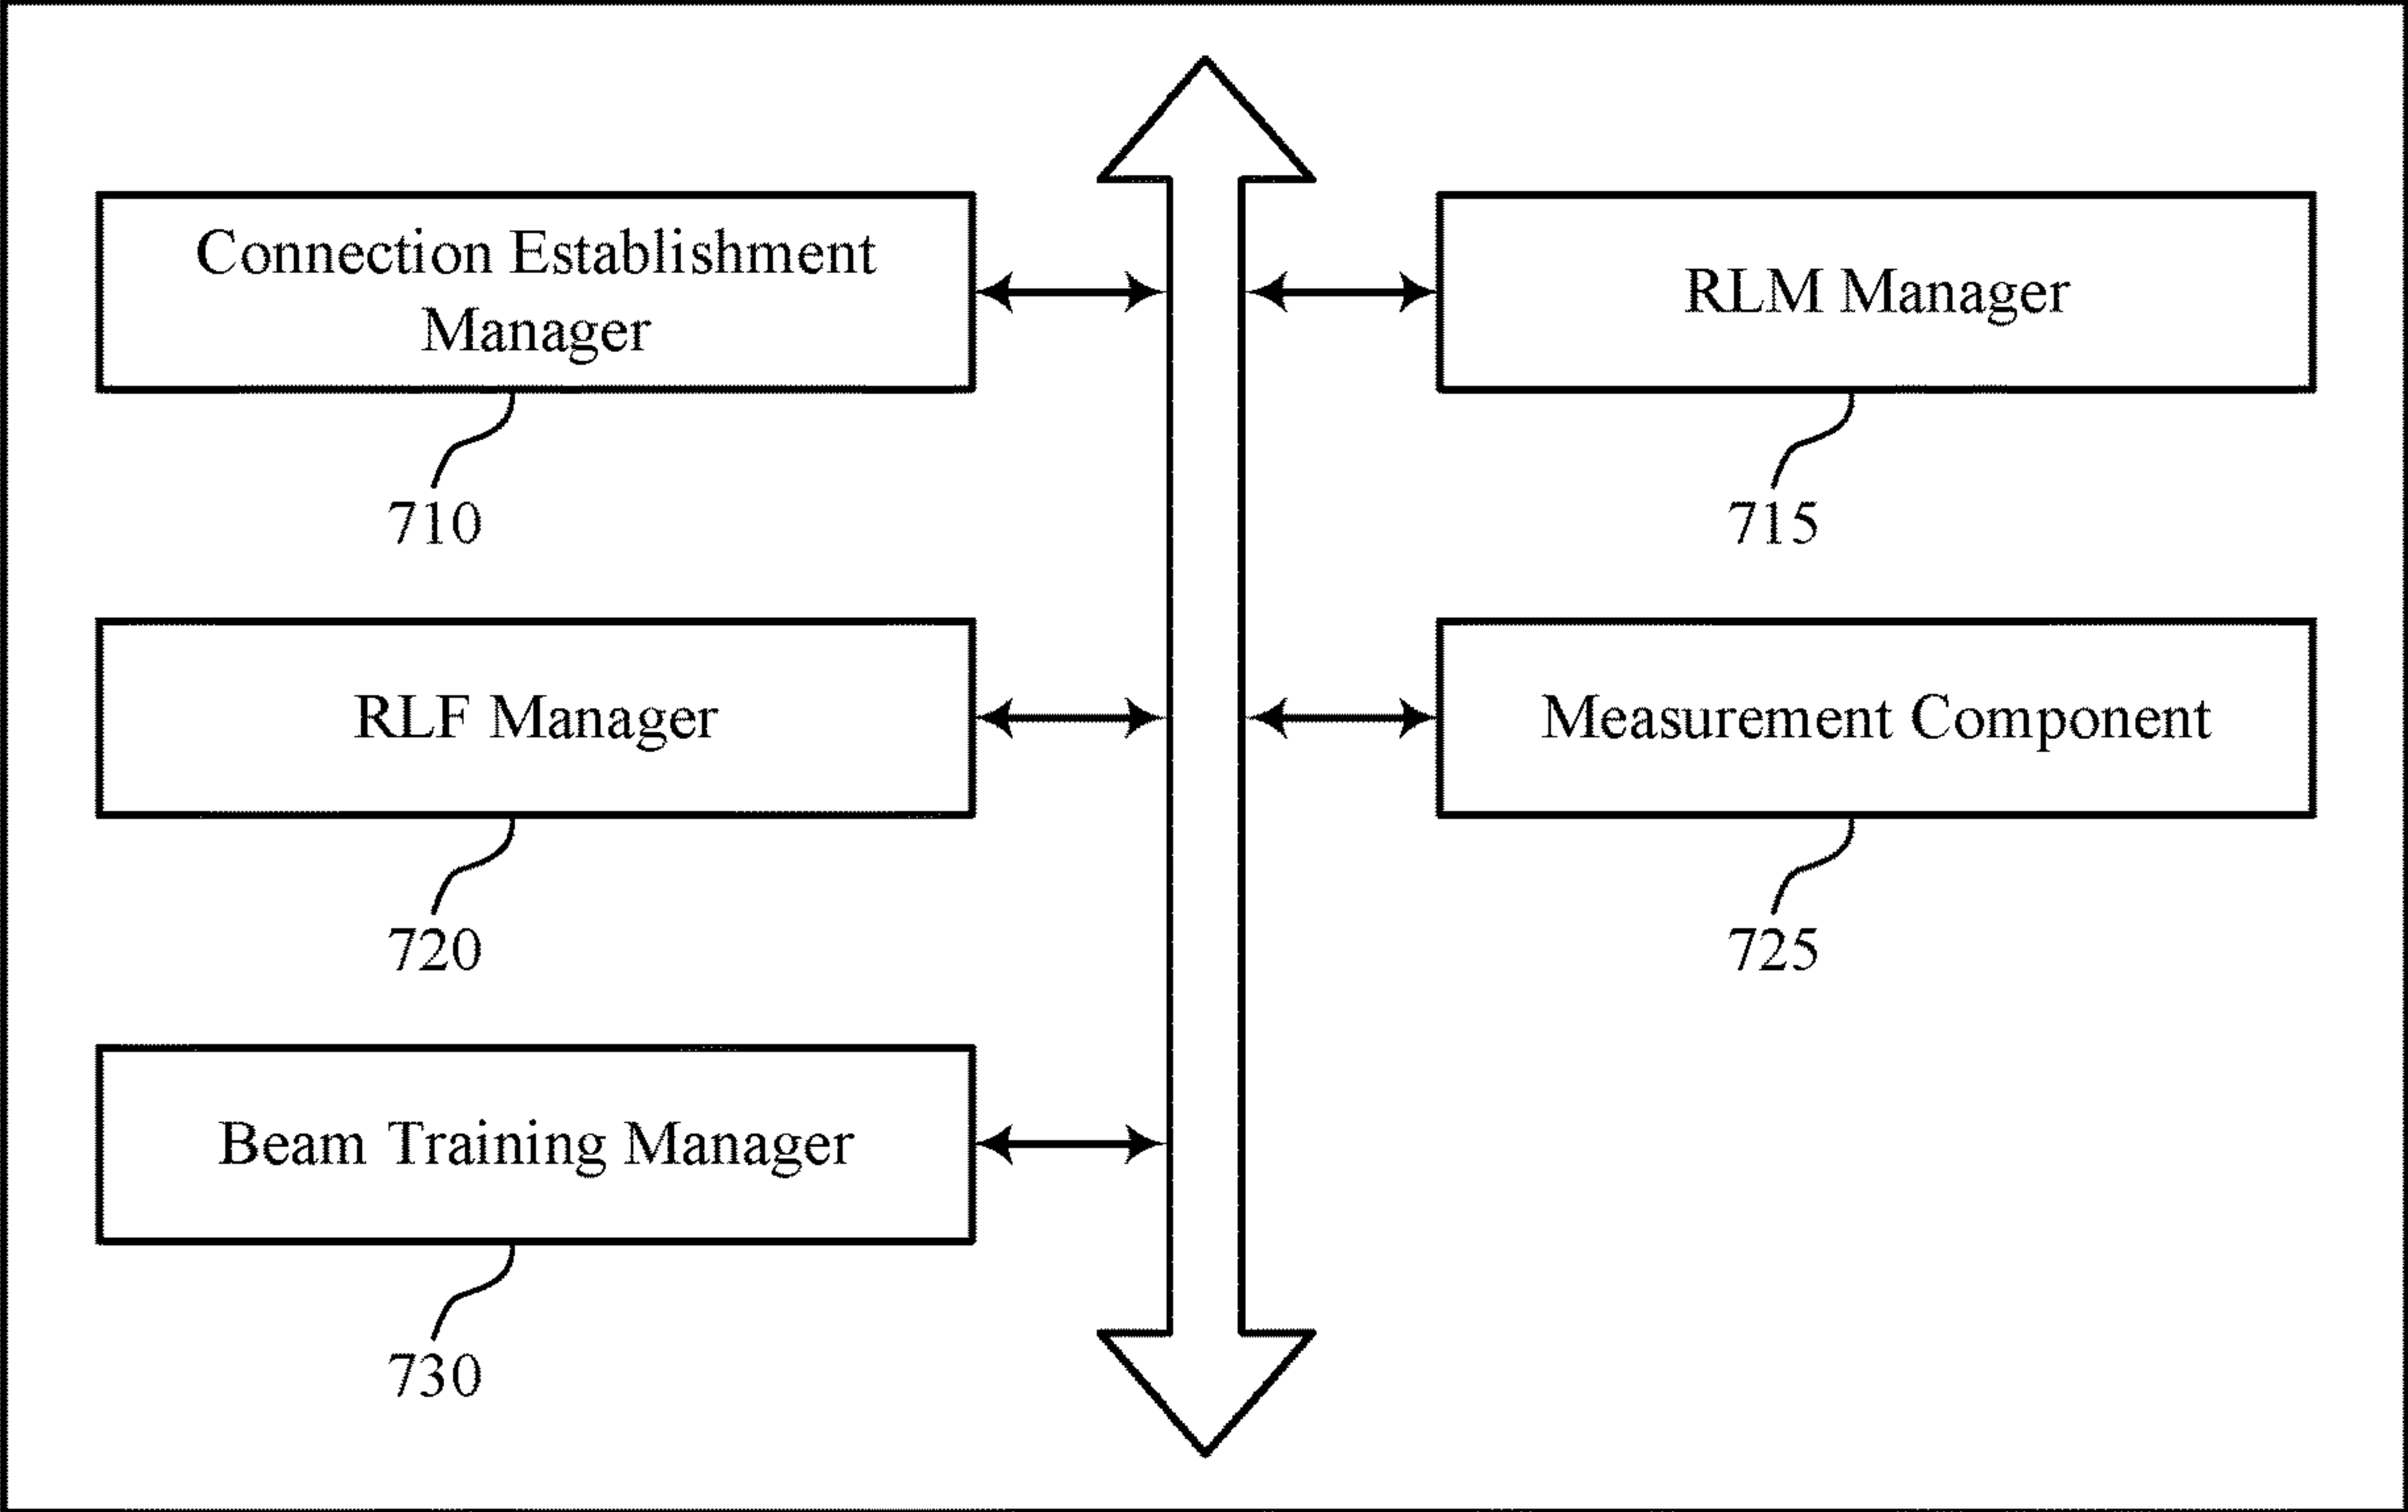 Connection Establishment
Manager
710
RLM Manager
715
RLF Manager
720
Measurement Component
725
Beam Training Manager
730